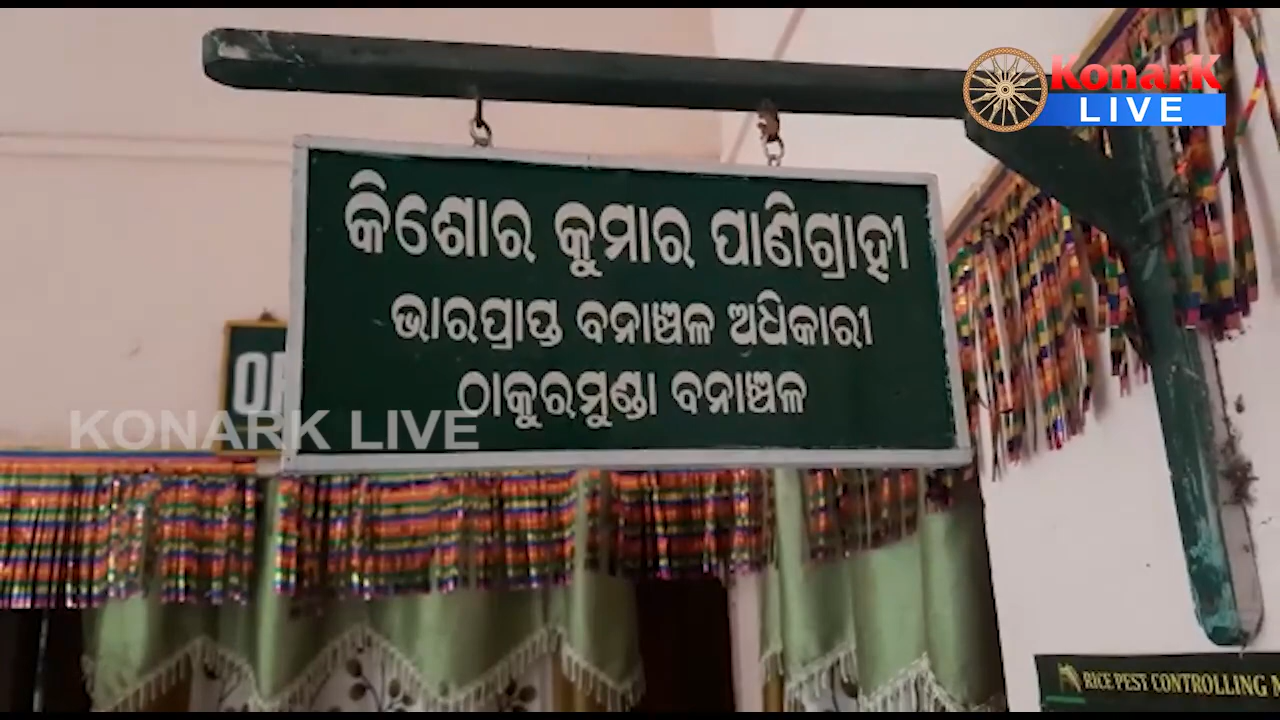 KonarK
LIVE
କିଶୋର କୁମାର ପାଣିଗ୍ରାହୀ
ଭାରପ୍ରାପ୍ତ ବନାଞ୍ଚଳ ଅଧିକାରୀ
ଠାକୁରମୁଣ୍ଡା ବନାଞ୍ଚଳ
KONARK LIVE
RICE PEST CONTROLLING